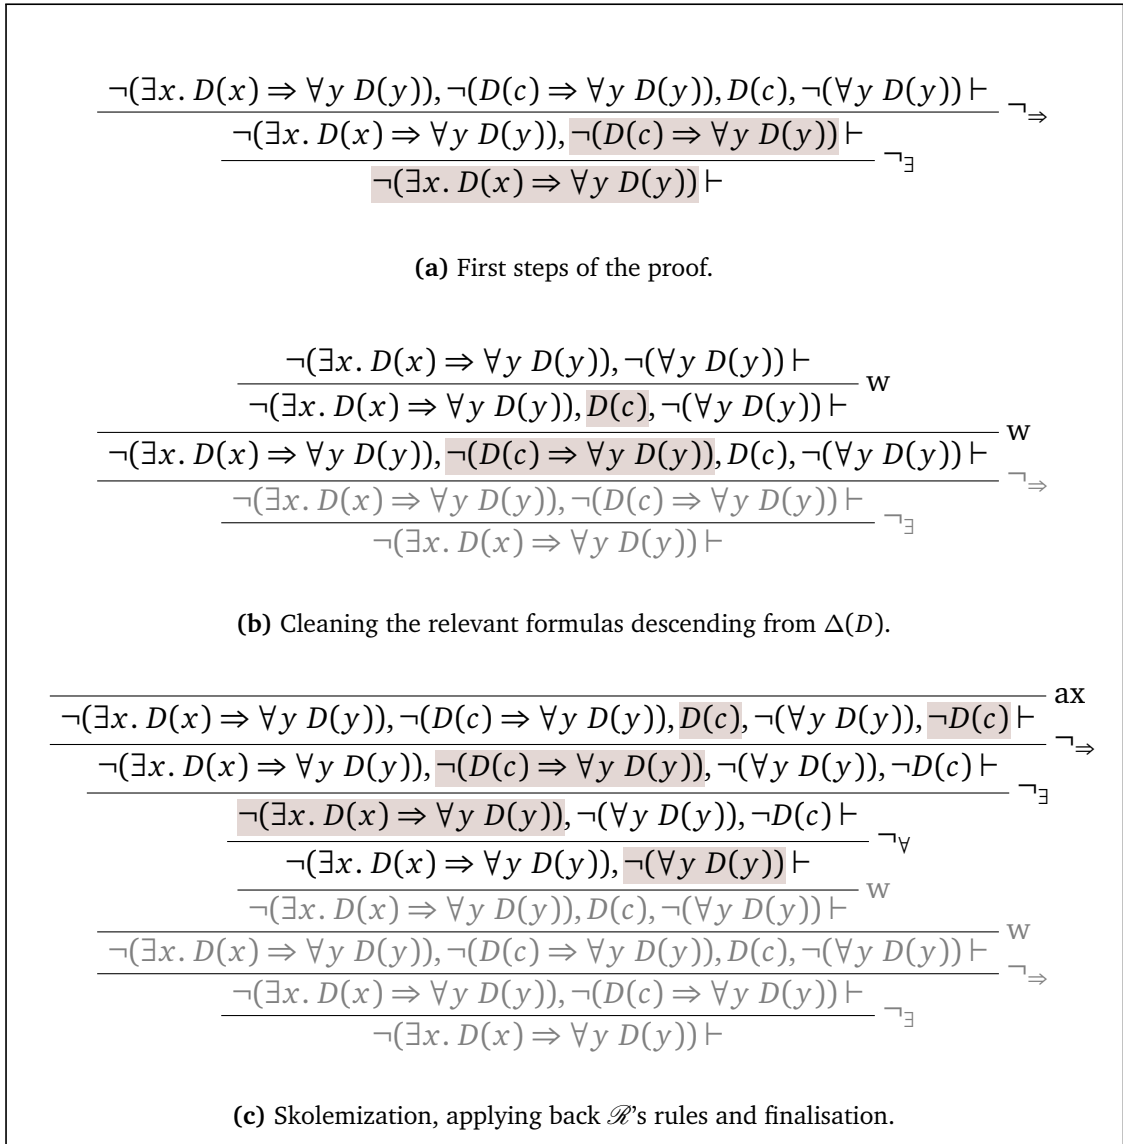 ¬(∃x. D(x) ⇒ ∀y D(y)), ¬(D(c) ⇒ ∀y D(y)), D(c), ¬(∀y D(y)) ⊢ ¬⇒
¬(∃x. D(x) ⇒ ∀y D(y)), ¬(D(c) ⇒ ∀y D(y)) ⊢ ¬∃
¬(∃x. D(x) ⇒ ∀y D(y)) ⊢
(a) First steps of the proof.
¬(∃x. D(x) ⇒ ∀y D(y)), ¬(∀y D(y)) ⊢ w
¬(∃x. D(x) ⇒ ∀y D(y)), D(c), ¬(∀y D(y)) ⊢ w
¬(∃x. D(x) ⇒ ∀y D(y)), ¬(D(c) ⇒ ∀y D(y)), D(c), ¬(∀y D(y)) ⊢ ¬⇒
¬(∃x. D(x) ⇒ ∀y D(y)), ¬(D(c) ⇒ ∀y D(y)) ⊢ ¬∃
¬(∃x. D(x) ⇒ ∀y D(y)) ⊢
(b) Cleaning the relevant formulas descending from Δ(D).
ax
¬(∃x. D(x) ⇒ ∀y D(y)), ¬(D(c) ⇒ ∀y D(y)), D(c), ¬(∀y D(y)), ¬D(c) ⊢ ¬⇒
¬(∃x. D(x) ⇒ ∀y D(y)), ¬(D(c) ⇒ ∀y D(y)), ¬(∀y D(y)), ¬D(c) ⊢ ¬∃
¬(∃x. D(x) ⇒ ∀y D(y)), ¬(∀y D(y)), ¬D(c) ⊢ ¬∀
¬(∃x. D(x) ⇒ ∀y D(y)), ¬(∀y D(y)) ⊢ w
¬(∃x. D(x) ⇒ ∀y D(y)), D(c), ¬(∀y D(y)) ⊢ w
¬(∃x. D(x) ⇒ ∀y D(y)), ¬(D(c) ⇒ ∀y D(y)), D(c), ¬(∀y D(y)) ⊢ ¬⇒
¬(∃x. D(x) ⇒ ∀y D(y)), ¬(D(c) ⇒ ∀y D(y)) ⊢ ¬∃
¬(∃x. D(x) ⇒ ∀y D(y)) ⊢
(c) Skolemization, applying back ℛ's rules and finalisation.